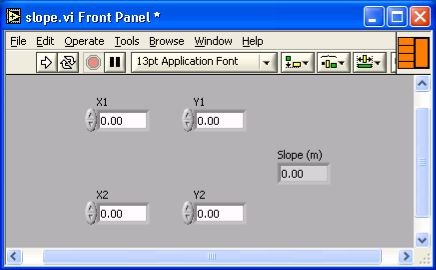 slope.vi Front Panel *
File Edit Operate Tools Browse Window Help
13pt Application Font
X1 Y1
0.00 0.00
Slope (m)
0.00
X2 Y2
0.00 0.00